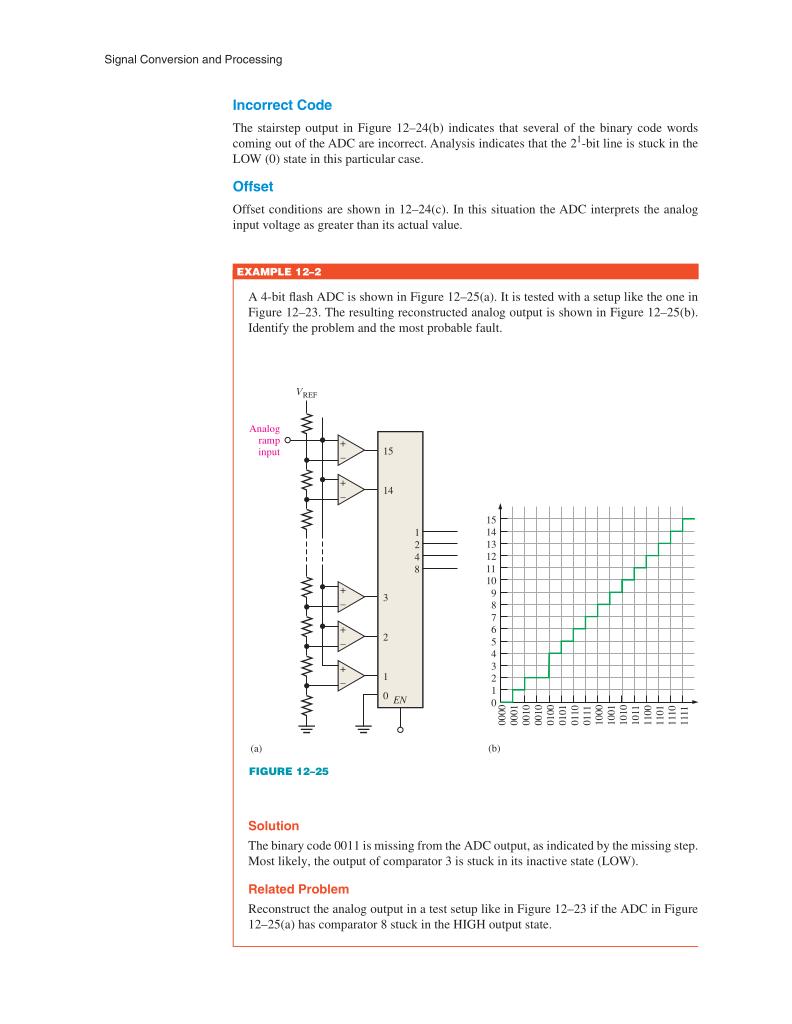 Signal Conversion and Processing
Incorrect Code
The stairstep output in Figure 12–24(b) indicates that several of the binary code words
coming out of the ADC are incorrect. Analysis indicates that the 2¹-bit line is stuck in the
LOW (0) state in this particular case.
Offset
Offset conditions are shown in 12–24(c). In this situation the ADC interprets the analog
input voltage as greater than its actual value.
EXAMPLE 12–2
A 4-bit flash ADC is shown in Figure 12–25(a). It is tested with a setup like the one in
Figure 12–23. The resulting reconstructed analog output is shown in Figure 12–25(b).
Identify the problem and the most probable fault.
VREF
Analog
ramp
input
+
–
15
+
–
14
1
2
4
8
+
–
3
+
–
2
+
–
1
0
EN
(a)
15
14
13
12
11
10
9
8
7
6
5
4
3
2
1
0
0000
0001
0010
0010
0100
0101
0110
0111
1000
1001
1010
1011
1100
1101
1110
1111
(b)
FIGURE 12–25
Solution
The binary code 0011 is missing from the ADC output, as indicated by the missing step.
Most likely, the output of comparator 3 is stuck in its inactive state (LOW).
Related Problem
Reconstruct the analog output in a test setup like in Figure 12–23 if the ADC in Figure
12–25(a) has comparator 8 stuck in the HIGH output state.